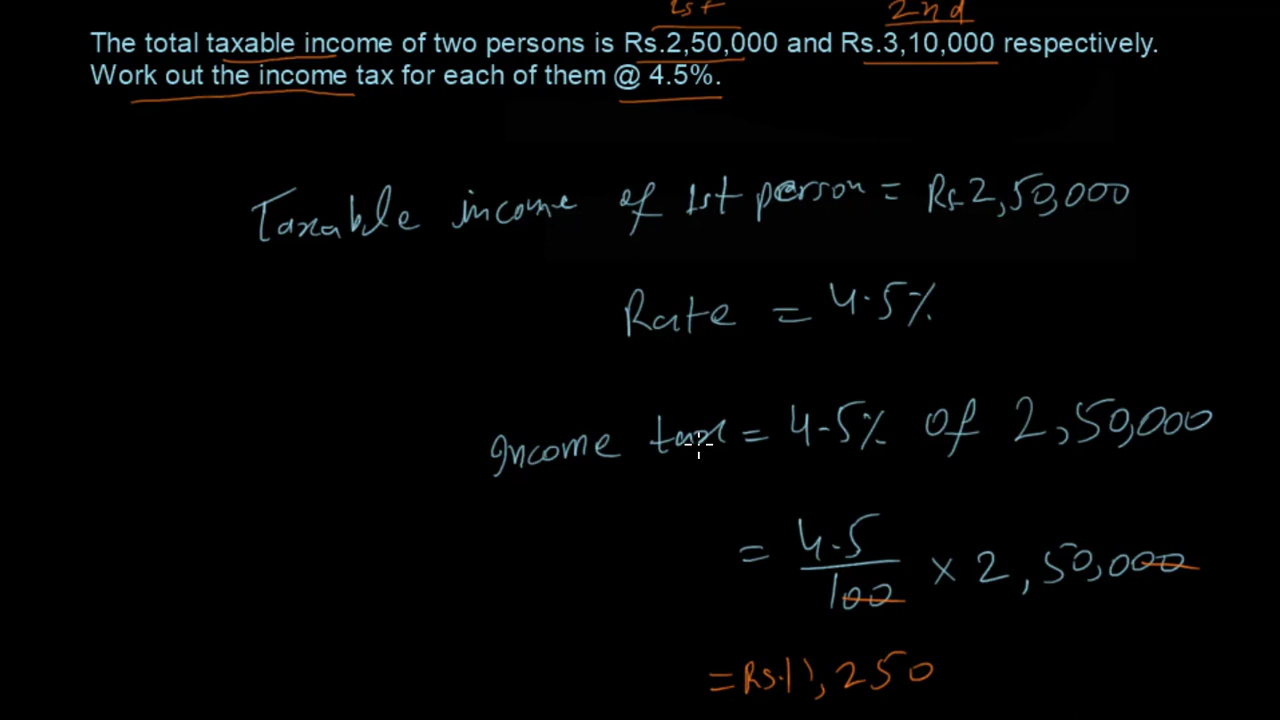 1st 2nd
The total taxable income of two persons is Rs.2,50,000 and Rs.3,10,000 respectively.
Work out the income tax for each of them @ 4.5%.
Taxable income of 1st person = Rs.2,50,000
Rate = 4.5%
Income tax = 4.5% of 2,50,000
= 4.5/100 × 2,50,000
= Rs.11,250